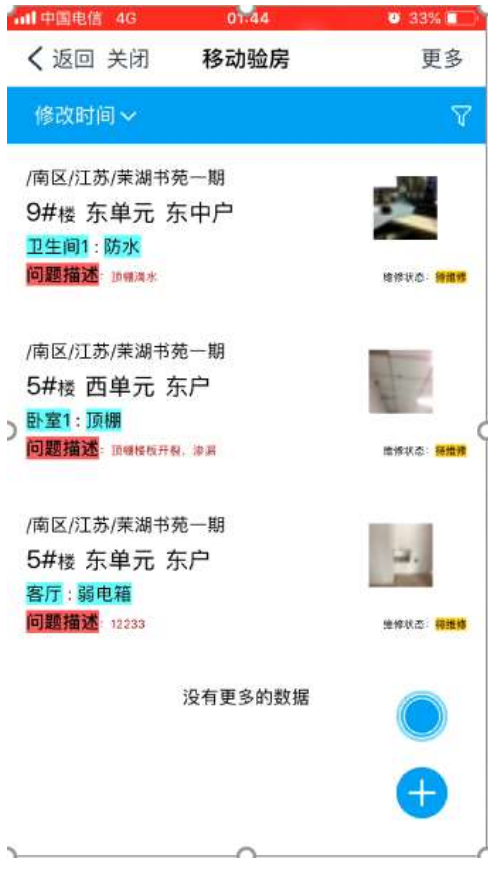 中国电信 4G 01:44 33%
返回 关闭 移动验房 更多
修改时间
/南区/江苏/茉湖书苑一期
9#楼 东单元 东中户
卫生间1 : 防水
问题描述: 顶棚滴水 维修状态: 待维修
/南区/江苏/茉湖书苑一期
5#楼 西单元 东户
卧室1 : 顶棚
问题描述: 顶棚楼板开裂, 渗漏 维修状态: 待维修
/南区/江苏/茉湖书苑一期
5#楼 东单元 东户
客厅 : 弱电箱
问题描述: 12233 维修状态: 待维修
没有更多的数据